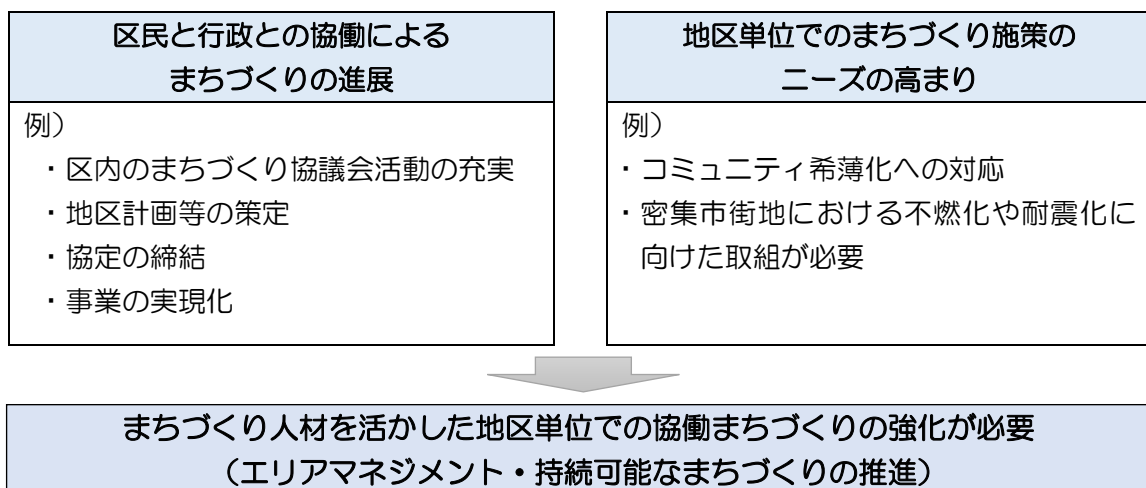 区民と行政との協働による
まちづくりの進展
例）
・区内のまちづくり協議会活動の充実
・地区計画等の策定
・協定の締結
・事業の実現化
地区単位でのまちづくり施策の
ニーズの高まり
例）
・コミュニティ希薄化への対応
・密集市街地における不燃化や耐震化に
向けた取組が必要
まちづくり人材を活かした地区単位での協働まちづくりの強化が必要
（エリアマネジメント・持続可能なまちづくりの推進）